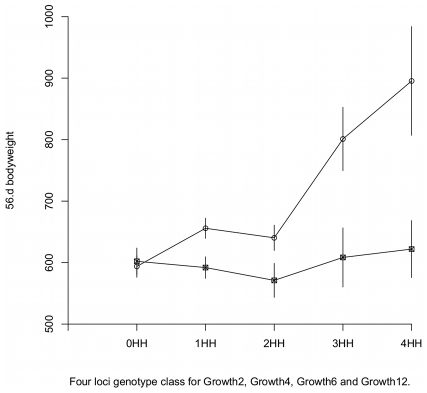 1000
900
800
700
600
500
56.d bodyweight
0HH 1HH 2HH 3HH 4HH
Four loci genotype class for Growth2, Growth4, Growth6 and Growth12.